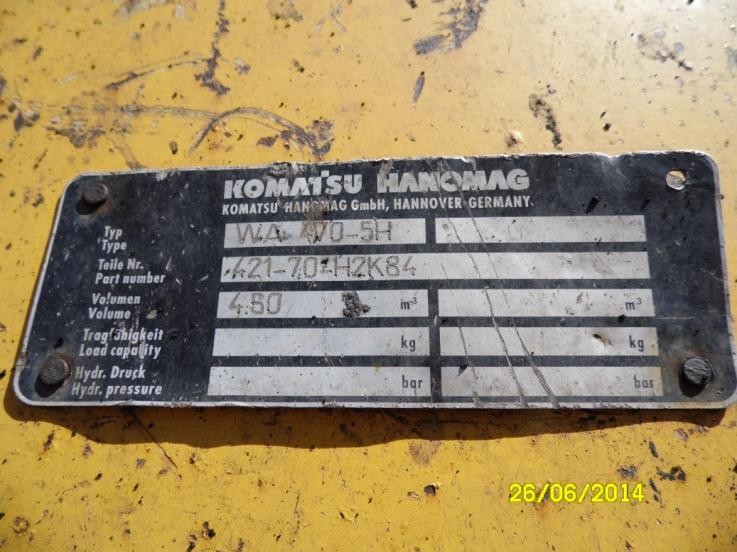 KOMATSU HANOMAG
KOMATSU HANOMAG GmbH, HANNOVER GERMANY
Typ
Type
WA 470-5H
Teile Nr.
Part number
421-70-H2K84
Volumen
Volume
4.60 m³ m³
Tragfähigkeit
Load capability
kg kg
Hydr. Druck
Hydr. pressure
bar bar
26/06/2014